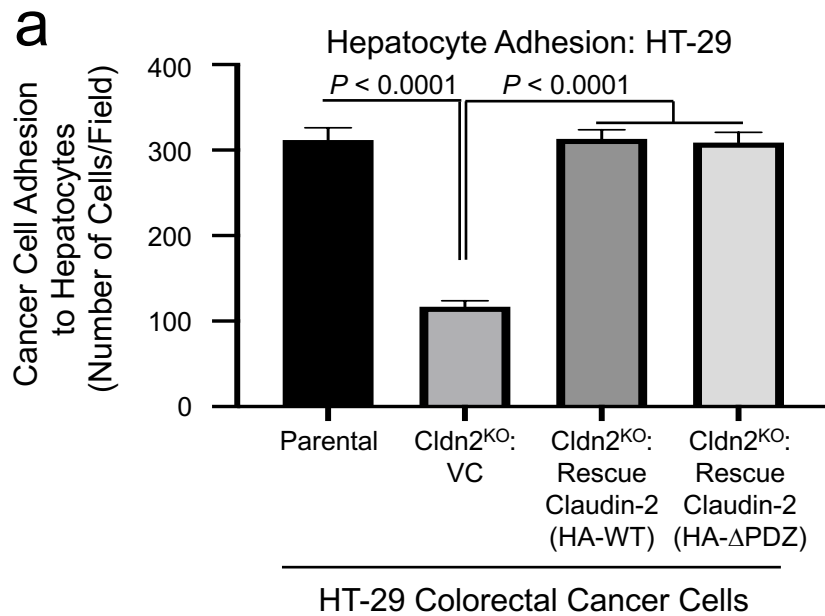 a
Hepatocyte Adhesion: HT-29
Cancer Cell Adhesion
to Hepatocytes
(Number of Cells/Field)
400
300
200
100
0
P < 0.0001
P < 0.0001
Parental
Cldn2KO:
VC
Cldn2KO:
Rescue
Claudin-2
(HA-WT)
Cldn2KO:
Rescue
Claudin-2
(HA-ΔPDZ)
HT-29 Colorectal Cancer Cells